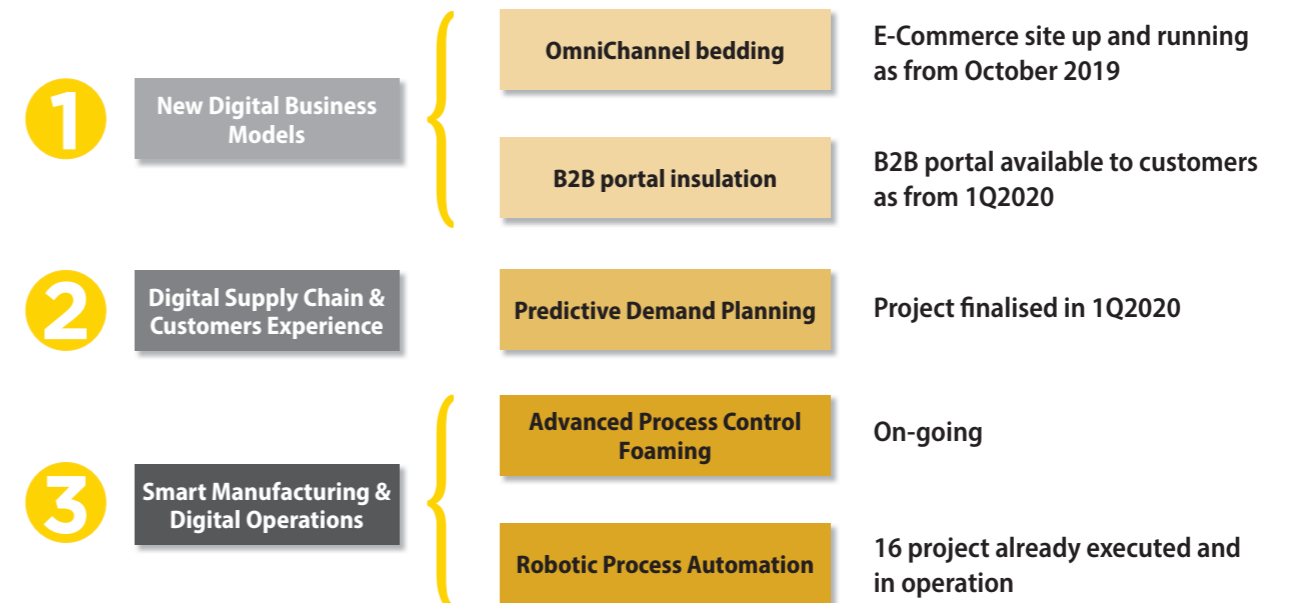 1
New Digital Business
Models
OmniChannel bedding
E-Commerce site up and running
as from October 2019
B2B portal insulation
B2B portal available to customers
as from 1Q2020
2
Digital Supply Chain &
Customers Experience
Predictive Demand Planning
Project finalised in 1Q2020
3
Smart Manufacturing &
Digital Operations
Advanced Process Control
Foaming
On-going
Robotic Process Automation
16 project already executed and
in operation